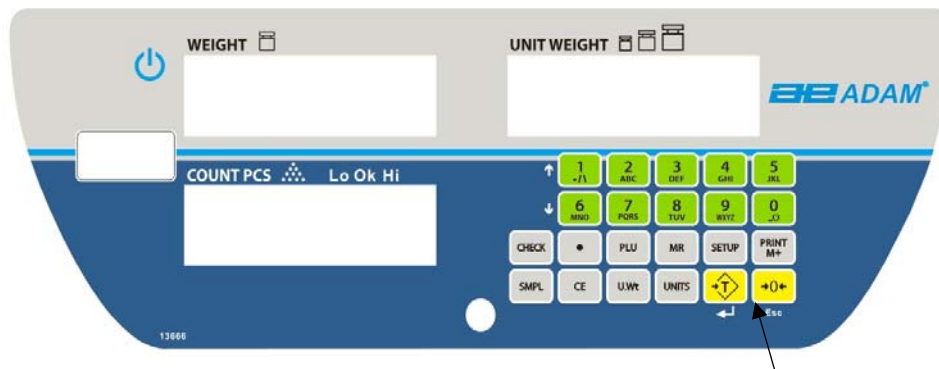 WEIGHT
UNIT WEIGHT
ADAM®
COUNT PCS Lo Ok Hi
1 2 3 4 5
ABC DEF GHI JKL
6 7 8 9 0
MNO PQRS TUV WXYZ
CHECK • PLU MR SETUP PRINT M+
SMPL CE U.Wt UNITS →T← →0←
Esc
13666